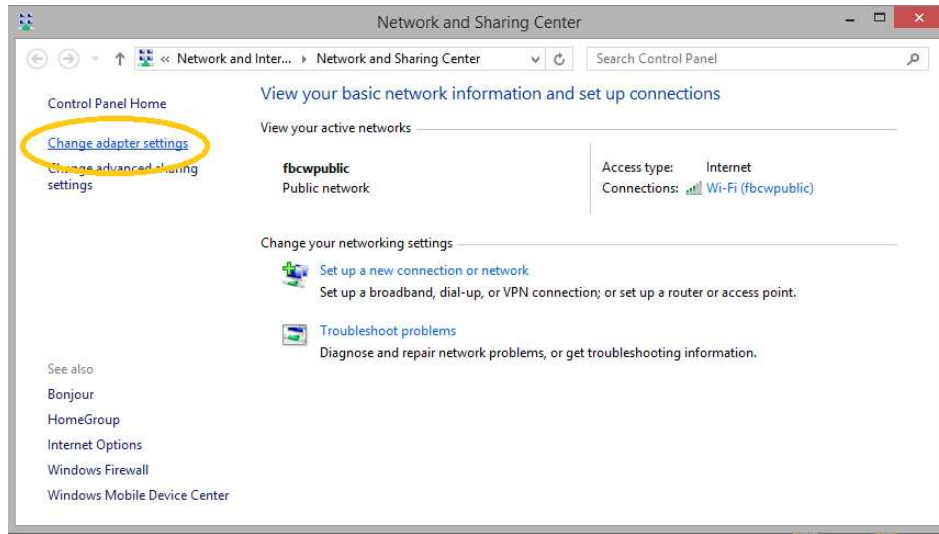 Network and Sharing Center
« Network and Inter... ▸ Network and Sharing Center
Search Control Panel
Control Panel Home
Change adapter settings
Change advanced sharing
settings
View your basic network information and set up connections
View your active networks
fbcwpublic
Public network
Access type: Internet
Connections: Wi-Fi (fbcwpublic)
Change your networking settings
Set up a new connection or network
Set up a broadband, dial-up, or VPN connection; or set up a router or access point.
Troubleshoot problems
Diagnose and repair network problems, or get troubleshooting information.
See also
Bonjour
HomeGroup
Internet Options
Windows Firewall
Windows Mobile Device Center